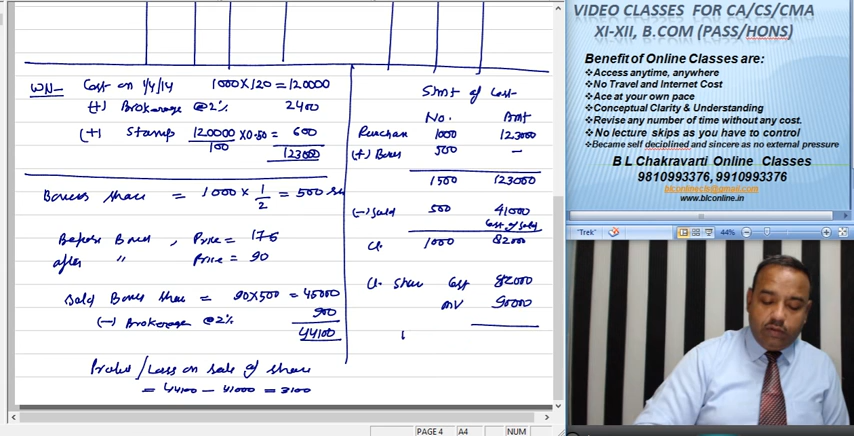 WN- Cost on 1/4/14 1000 X 120 = 120000
(+) Brokerage @ 2% 2400
(+) Stamp 120000/100 X 0.50 = 600
123000
Bonus share = 1000 X 1/2 = 500 sh
Before Bonus, Price = 176
after " Price = 90
Sold Bonus share = 90X500 = 45000
(-) Brokerage @2% 900
44100
Profit / Loss on sale of share
= 44100 - 41000 = 3100
Stmt of Cost
No. Amt
Purchase 1000 123000
(+) Bonus 500 -
1500 123000
(-) Sold 500 41000
Cost of Sold
Cl. 1000 82000
Cl. Share Cost 82000
MV 90000
PAGE 4 A4 NUM
VIDEO CLASSES FOR CA/CS/CMA
XI-XII, B.COM (PASS/HONS)
Benefit of Online Classes are:
❖Access anytime, anywhere
❖No Travel and Internet Cost
❖Ace at your own pace
❖Conceptual Clarity & Understanding
❖Revise any number of time without any cost.
❖No lecture skips as you have to control
❖Became self deciplined and sincere as no external pressure
B L Chakravarti Online Classes
9810993376, 9910993376
www.blconline.in
"Trek" 44%